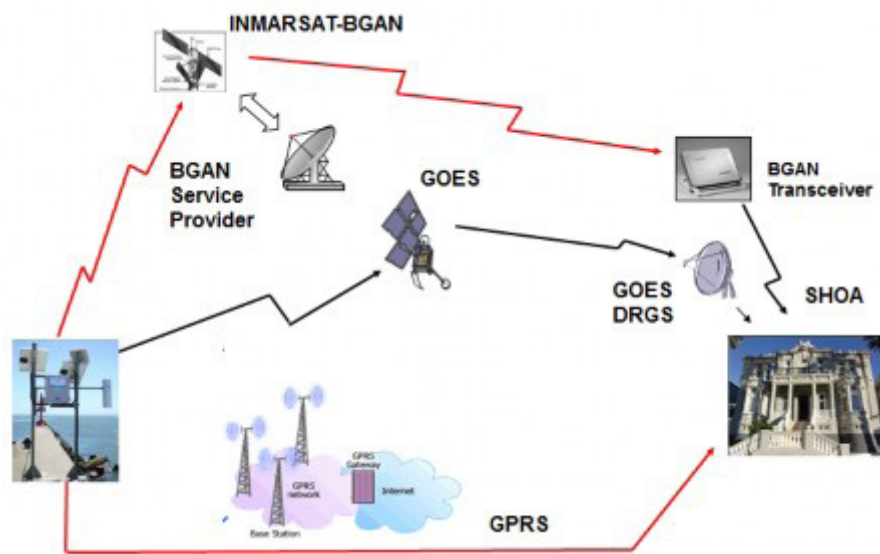 INMARSAT-BGAN
BGAN
Service
Provider
GOES
BGAN
Transceiver
GOES
DRGS
SHOA
GPRS
Gateway
GPRS
network
Internet
Base Station
GPRS